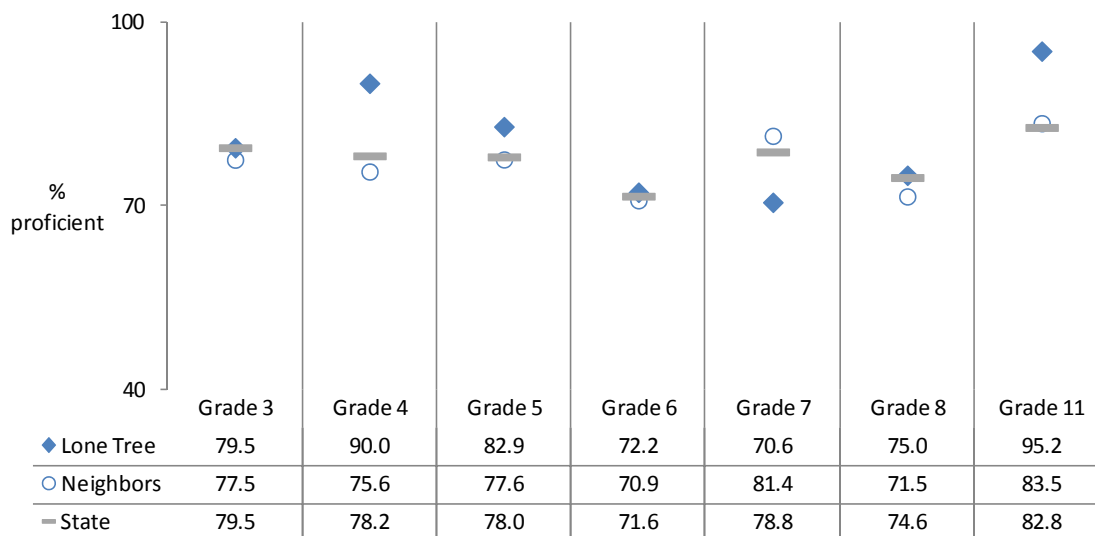 100
%
proficient
70
40
Grade 3 Grade 4 Grade 5 Grade 6 Grade 7 Grade 8 Grade 11
Lone Tree 79.5 90.0 82.9 72.2 70.6 75.0 95.2
Neighbors 77.5 75.6 77.6 70.9 81.4 71.5 83.5
State 79.5 78.2 78.0 71.6 78.8 74.6 82.8